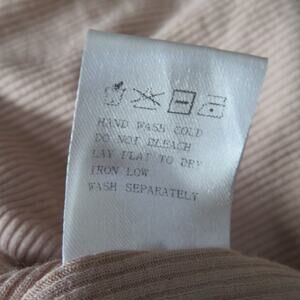 HAND WASH COLD
DO NOT BLEACH
LAY FLAT TO DRY
IRON LOW
WASH SEPARATELY